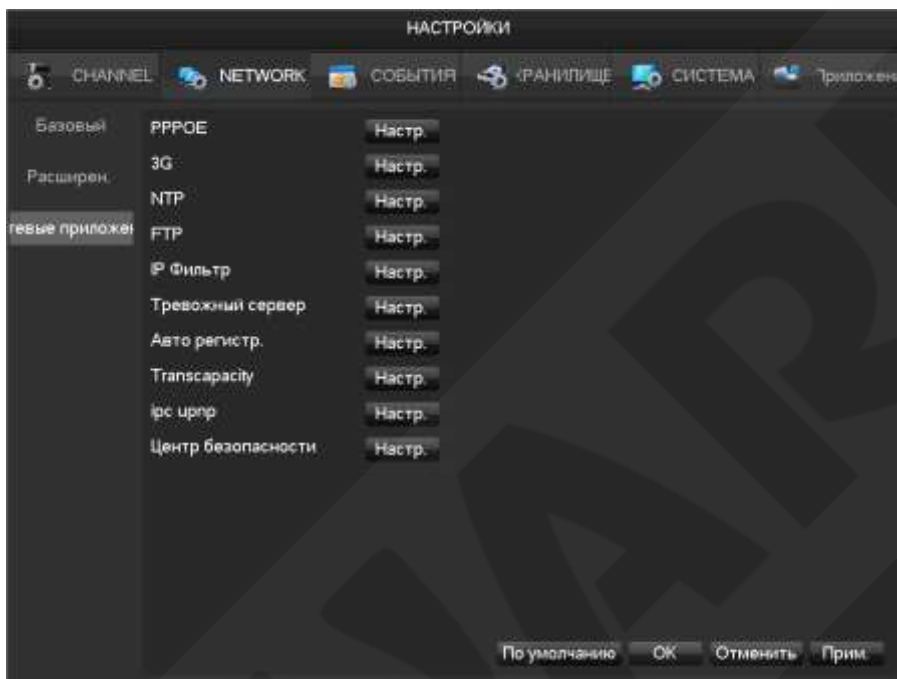 НАСТРОЙКИ
CHANNEL NETWORK СОБЫТИЯ ХРАНИЛИЩЕ СИСТЕМА Приложен
Базовый
Расширен.
тевые приложен
PPPOE Настр.
3G Настр.
NTP Настр.
FTP Настр.
IP Фильтр Настр.
Тревожный сервер Настр.
Авто регистр. Настр.
Transcapacity Настр.
ipc upnp Настр.
Центр безопасности Настр.
По умолчанию OK Отменить Прим.